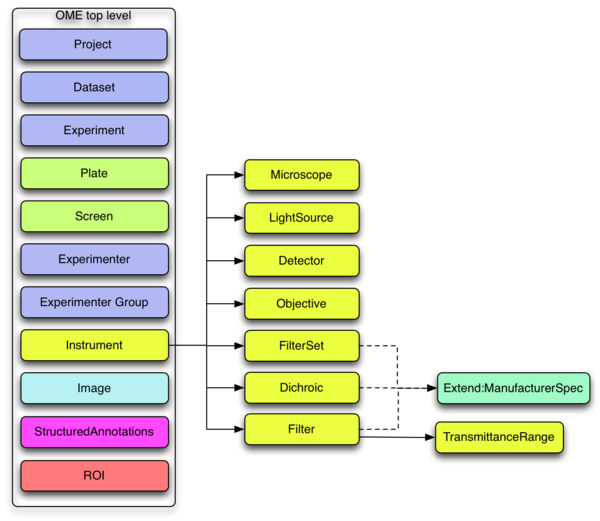 OME top level
Project
Dataset
Experiment
Plate
Screen
Experimenter
Experimenter Group
Instrument
Image
StructuredAnnotations
ROI
Microscope
LightSource
Detector
Objective
FilterSet
Dichroic
Filter
Extend:ManufacturerSpec
TransmittanceRange